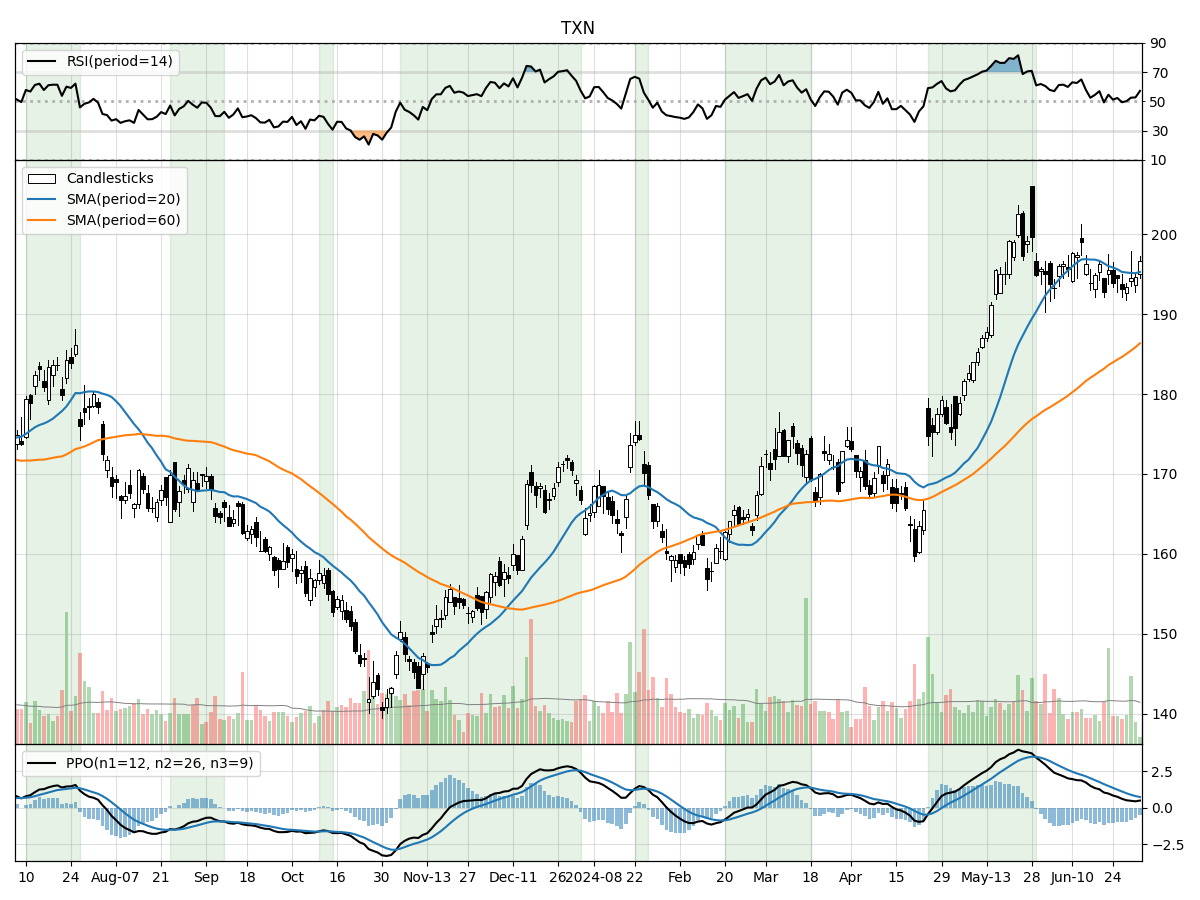 TXN
RSI(period=14)
90
70
50
30
10
Candlesticks
SMA(period=20)
SMA(period=60)
200
190
180
170
160
150
140
PPO(n1=12, n2=26, n3=9)
2.5
0.0
−2.5
10 24 Aug-07 21 Sep 18 Oct 16 30 Nov-13 27 Dec-11 26 2024-08 22 Feb 20 Mar 18 Apr 15 29 May-13 28 Jun-10 24